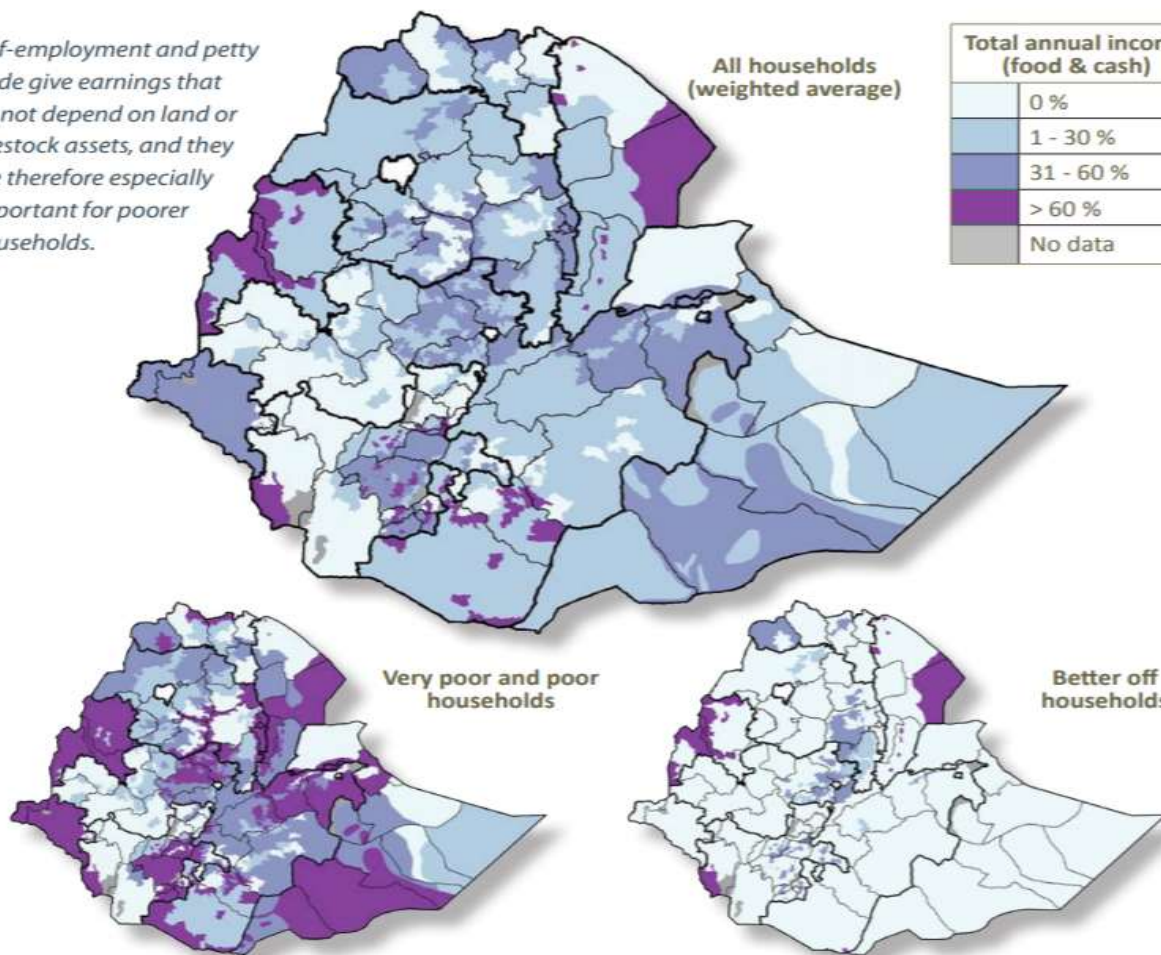 f-employment and petty
de give earnings that
not depend on land or
estock assets, and they
e therefore especially
portant for poorer
useholds.
All households
(weighted average)
Total annual inco
(food & cash)
0 %
1 - 30 %
31 - 60 %
> 60 %
No data
Very poor and poor
households
Better off
households